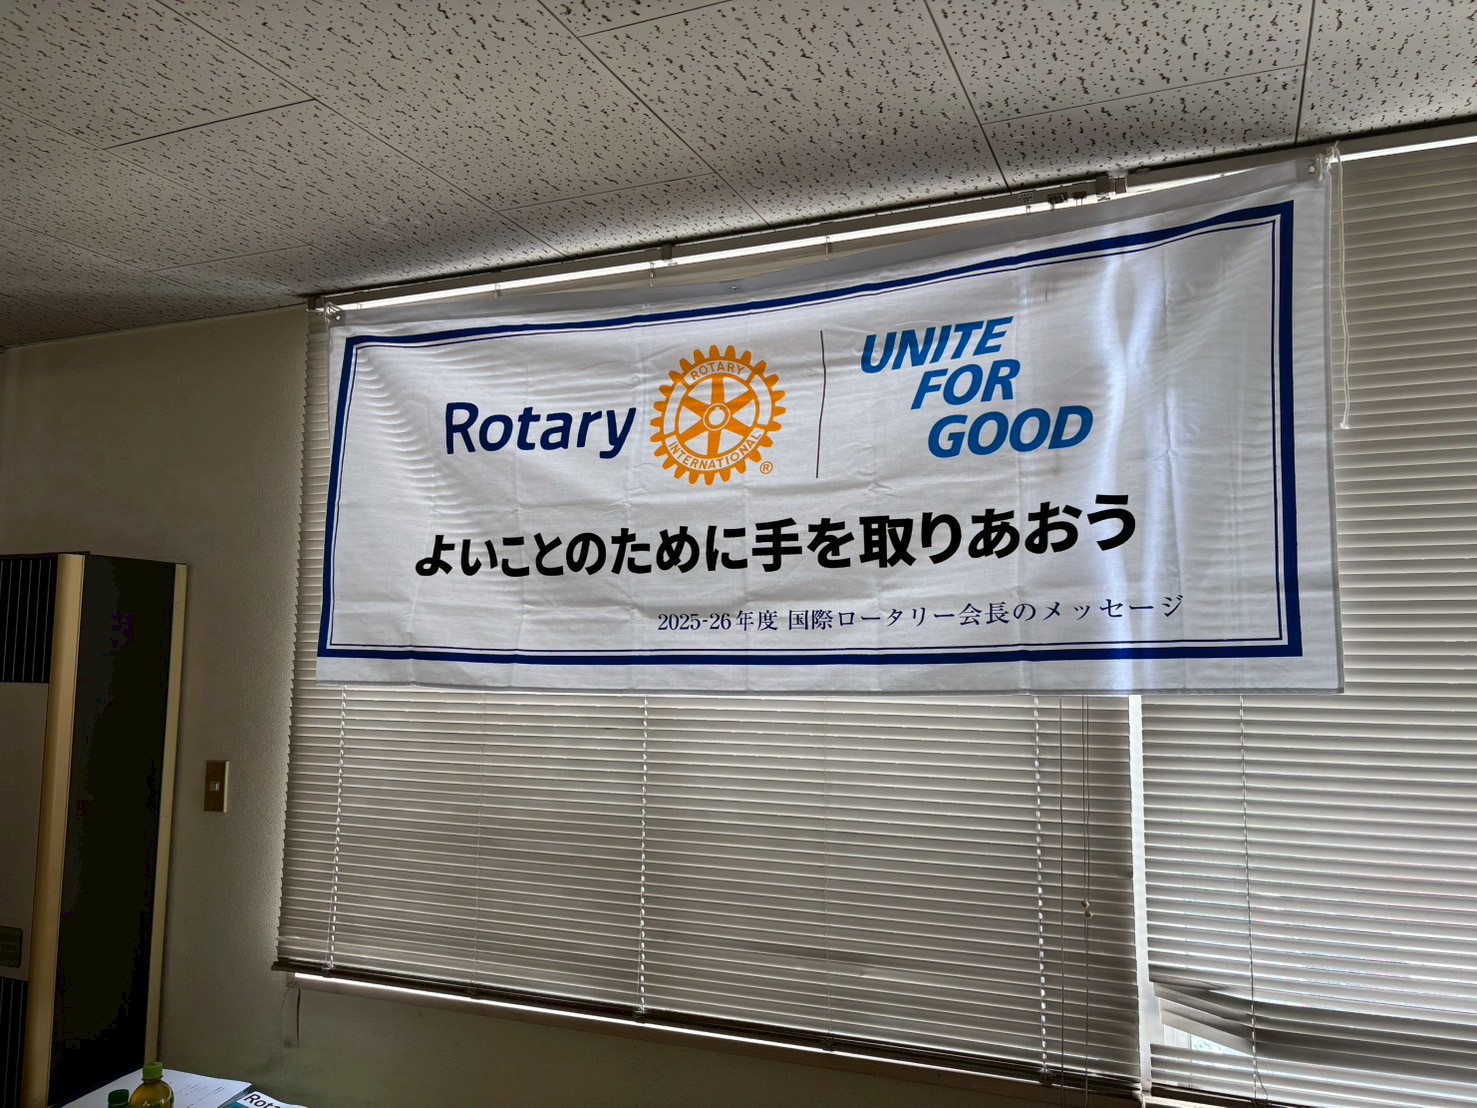 Rotary
ROTARY
INTERNATIONAL
®
UNITE
FOR
GOOD
よいことのために手を取りあおう
2025-26年度 国際ロータリー会長のメッセージ